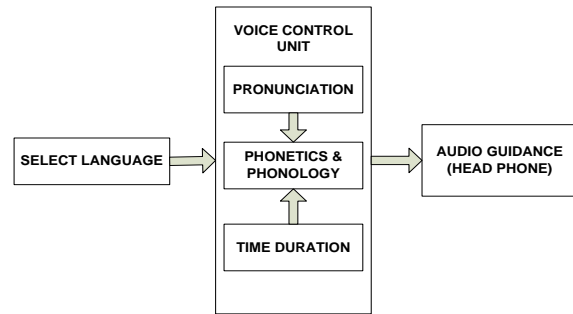 VOICE CONTROL
UNIT
PRONUNCIATION
SELECT LANGUAGE
PHONETICS &
PHONOLOGY
AUDIO GUIDANCE
(HEAD PHONE)
TIME DURATION